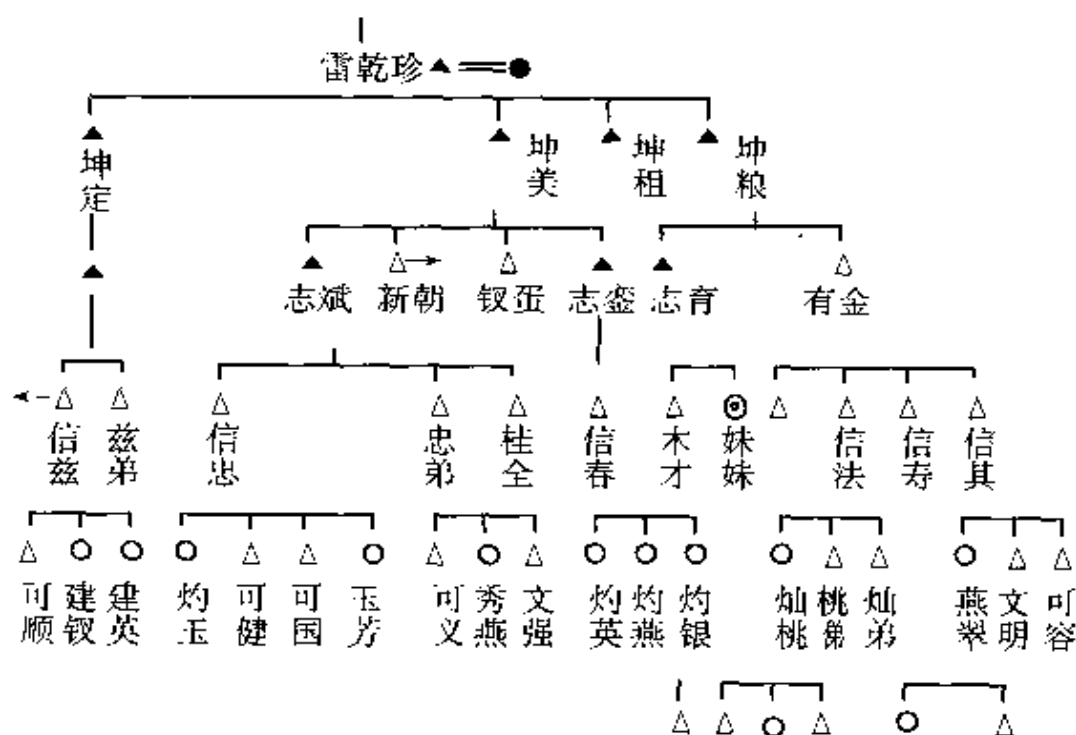 雷乾珍
坤定
坤美
坤租
坤粮
志斌
新朝
钗蛋
志銮
志育
有金
信兹
兹弟
信忠
忠弟
桂全
信春
木才
妹妹
信法
信寿
信其
可顺
建钗
建英
灼玉
可健
可国
玉芳
可义
秀燕
文强
灼英
灼燕
灼银
灿桃
桃弟
灿弟
燕翠
文明
可容